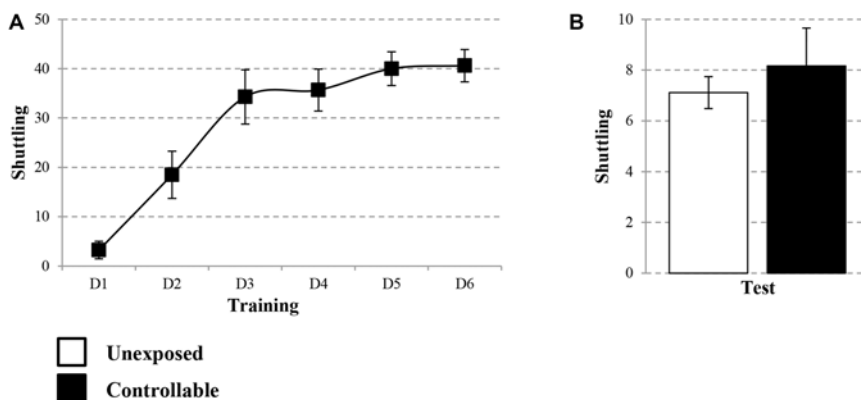 A
50
40
30
20
10
0
Shuttling
D1 D2 D3 D4 D5 D6
Training
B
10
8
6
4
2
0
Shuttling
Test
Unexposed
Controllable